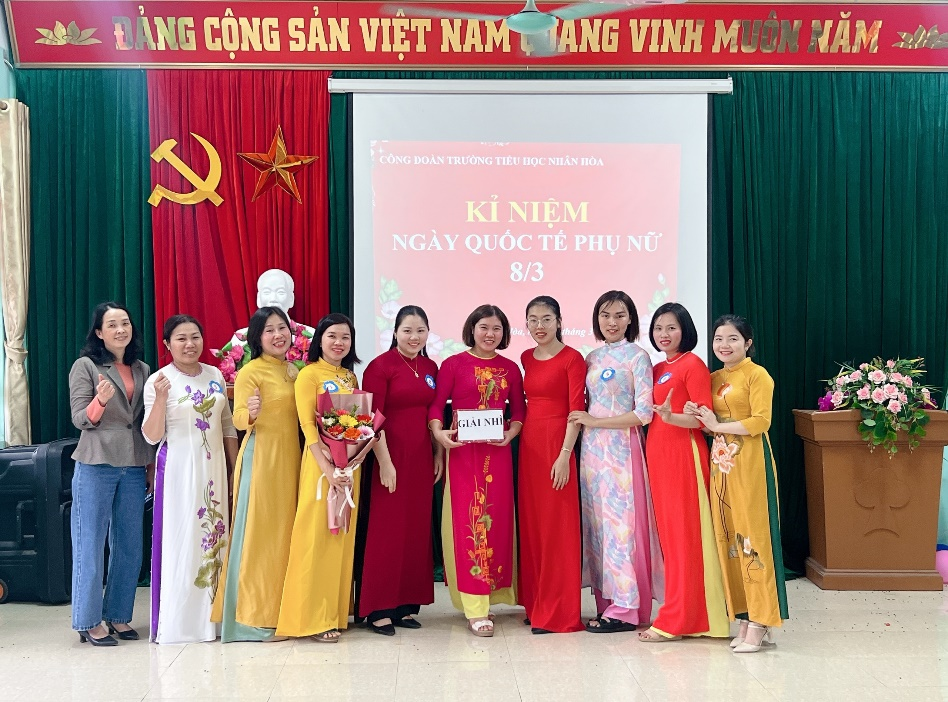 ĐẢNG CỘNG SẢN VIỆT NAM QUANG VINH MUÔN NĂM
CÔNG ĐOÀN TRƯỜNG TIỂU HỌC NHÂN HÒA
KỈ NIỆM
NGÀY QUỐC TẾ PHỤ NỮ
8/3
GIẢI NHÌ